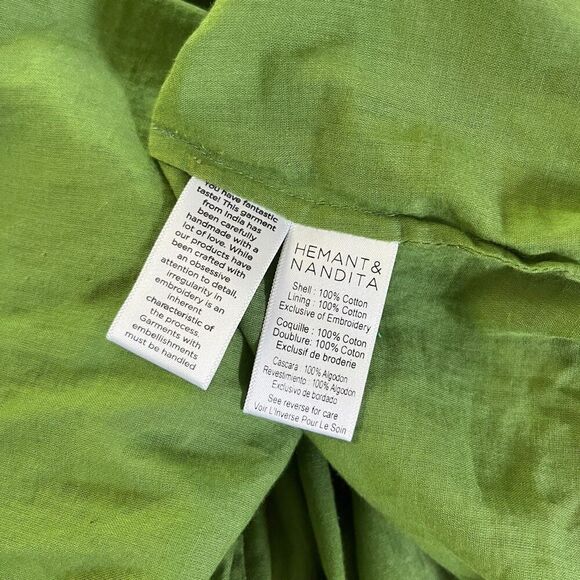 You have fantastic
taste! This garment
from India has
been carefully
handmade with a
lot of love. While
our products have
been crafted with
an obsessive
attention to detail,
irregularity in
embroidery is an
inherent
characteristic of
the process
Garments with
embellishments
must be handled
HEMANT &
NANDITA
Shell : 100% Cotton
Lining : 100% Cotton
Exclusive of Embroidery
Coquille : 100% Coton
Doublure: 100% Coton
Exclusif de broderie
Cáscara : 100% Algodon
Revestimiento : 100% Algodon
Exclusivo de bordado
See reverse for care
Voir L'Inverse Pour Le Soin